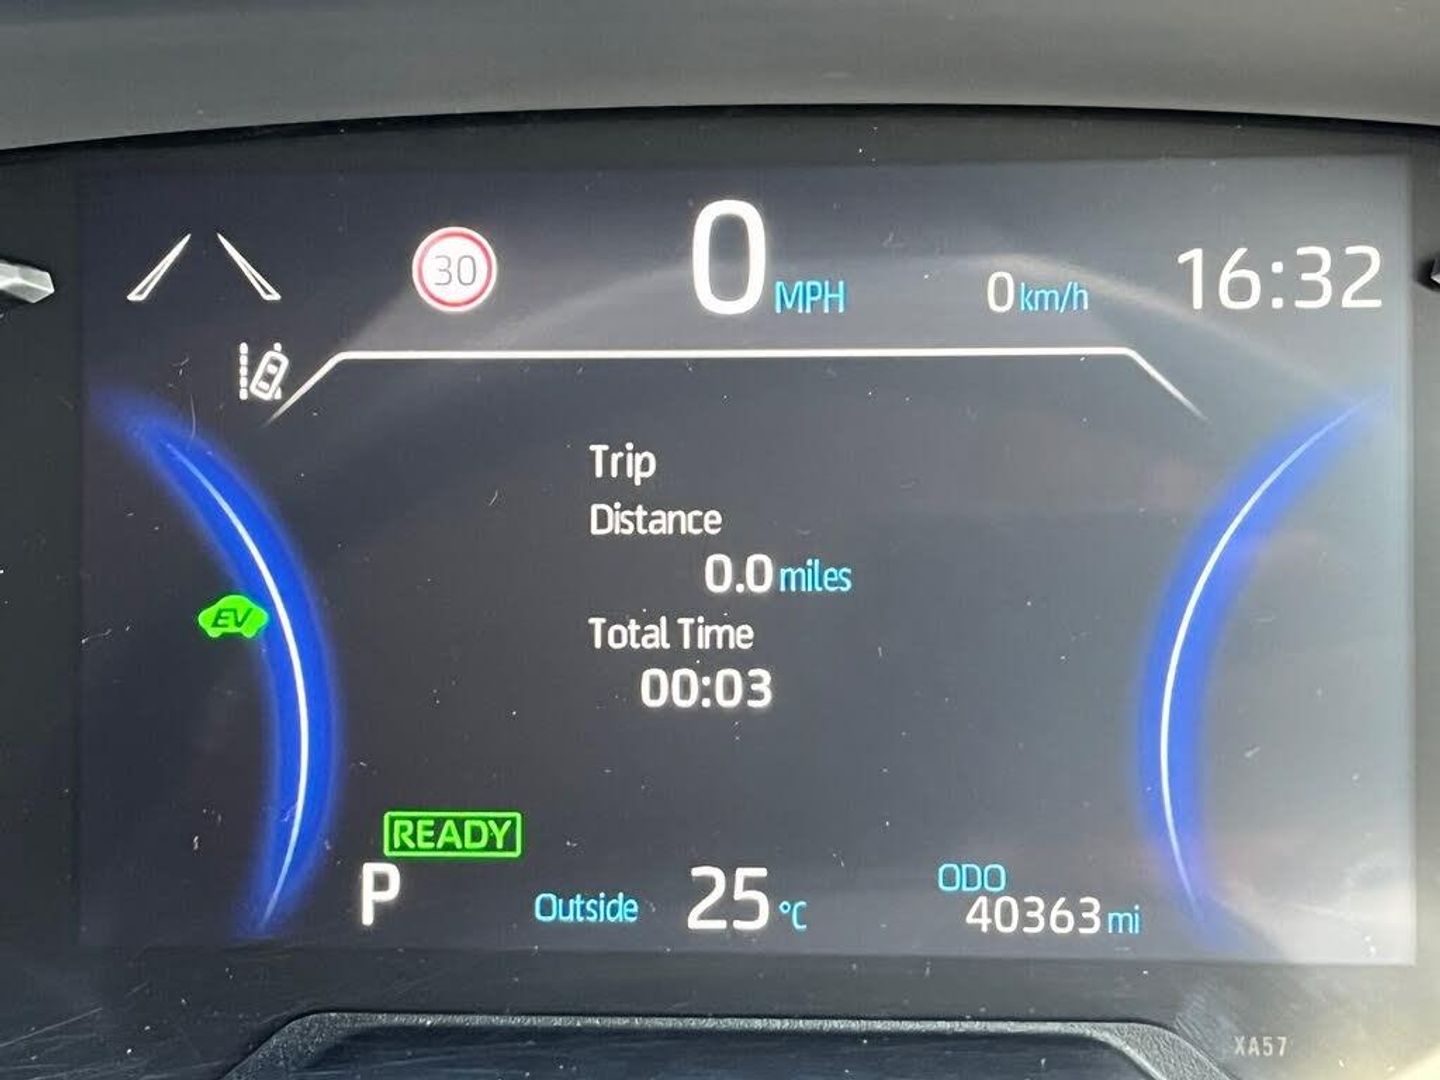 30
0 MPH
0 km/h
16:32
Trip
Distance
0.0 miles
Total Time
00:03
EV
READY
P
Outside 25 °C
ODO
40363 mi
XA57